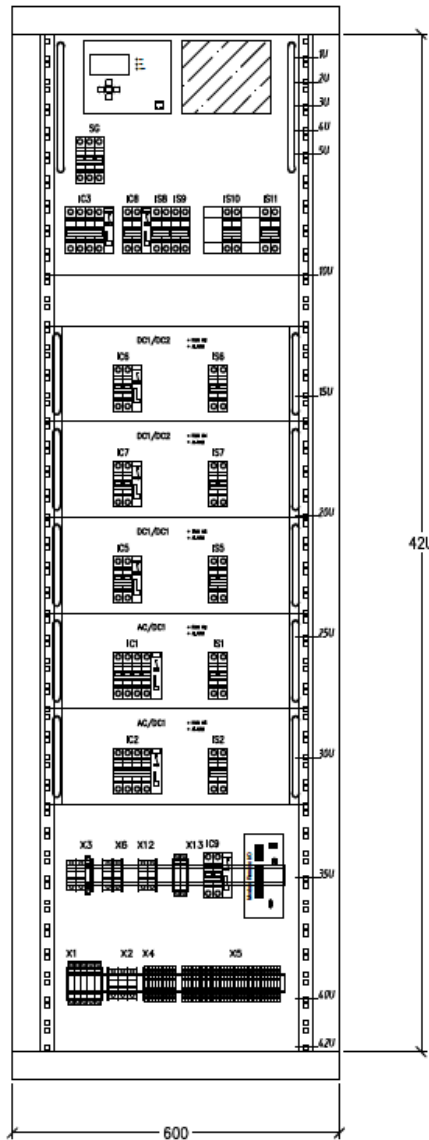 1U
2U
3U
4U
5U
SG
IC3 IC8 IS8 IS9 IS10 IS11
10U
DC1/DC2
IC6 IS6
15U
DC1/DC2
IC7 IS7
20U
DC1/DC1
IC5 IS5
42U
AC/DC1
25U
IC1 IS1
AC/DC1
IC2 IS2
30U
X3 X6 X12 X13 IC9
35U
X1 X2 X4 X5
40U
42U
600